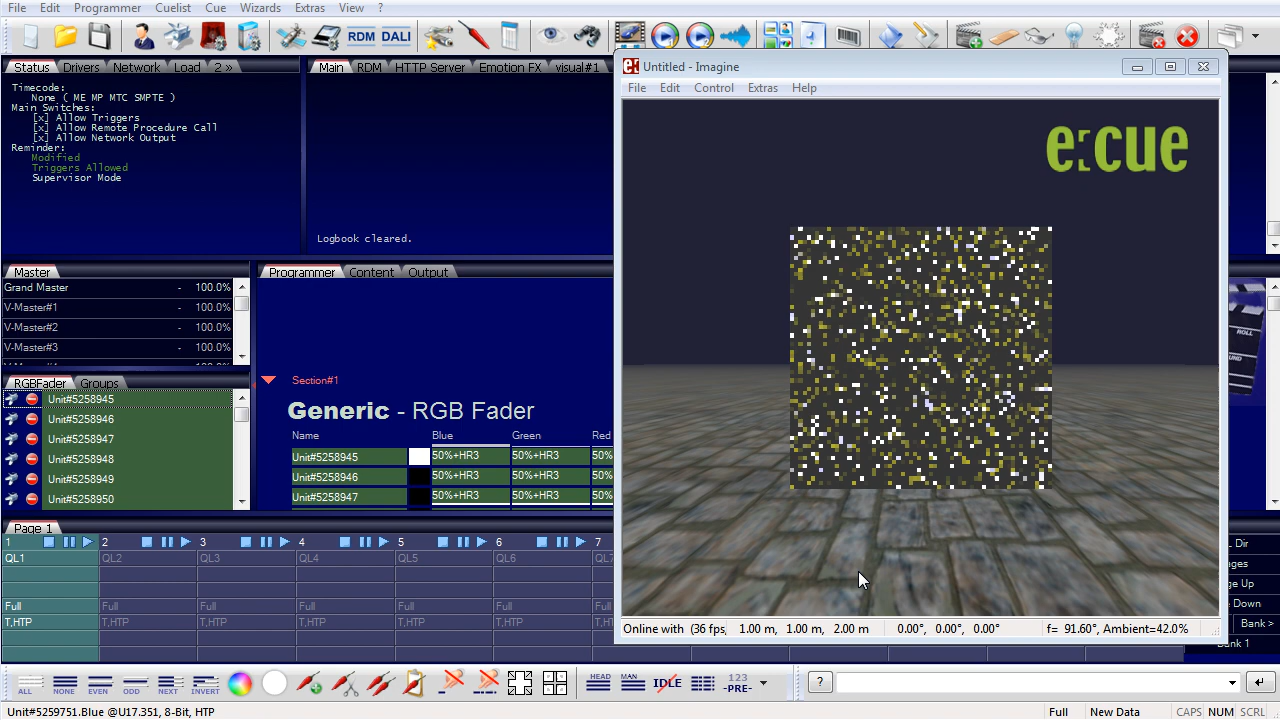 File Edit Programmer Cuelist Cue Wizards Extras View ?
RDM DALI
Status Drivers Network Load 2 »
Main RDM HTTP Server Emotion FX visual#1
Timecode:
None ( ME MP MTC SMPTE )
Main Switches:
[x] Allow Triggers
[x] Allow Remote Procedure Call
[x] Allow Network Output
Reminder:
Modified
Triggers Allowed
Supervisor Mode
Logbook cleared.
e: Untitled - Imagine
File Edit Control Extras Help
e:cue
Master
Grand Master - 100.0%
V-Master#1 - 100.0%
V-Master#2 - 100.0%
V-Master#3 - 100.0%
RGBFader Groups
Unit#5258945
Unit#5258946
Unit#5258947
Unit#5258948
Unit#5258949
Unit#5258950
Programmer Content Output
Section#1
Generic - RGB Fader
Name Blue Green Red
Unit#5258945 50%+HR3 50%+HR3 50%
Unit#5258946 50%+HR3 50%+HR3 50%
Unit#5258947 50%+HR3 50%+HR3 50%
ROLL
Online with (36 fps, 1.00 m, 1.00 m, 2.00 m 0.00°, 0.00°, 0.00° f= 91.60°, Ambient=42.0%
Page 1
1 2 3 4 5 6 7
QL1 QL2 QL3 QL4 QL5 QL6 QL7
Full Full Full Full Full Full Full
T,HTP T,HTP T,HTP T,HTP T,HTP T,HTP T,HTP
Dir
Up
Down
Bank >
Bank 1
ALL NONE EVEN ODD NEXT INVERT HEAD MAN IDLE 123 -PRE- ?
Unit#5259751.Blue @U17.351, 8-Bit, HTP Full New Data CAPS NUM SCRL